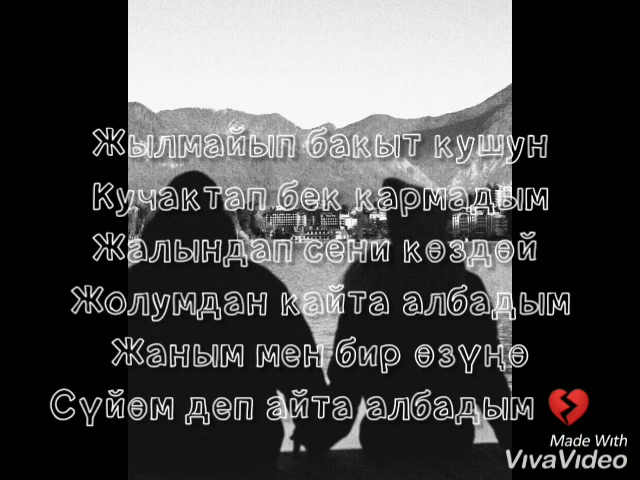 Жылмайып бакыт кушун
Кучактап бек кармадым
Жалындап сени көздөй
Жолумдан кайта албадым
Жаным мен бир өзүңө
Сүйөм деп айта албадым 💔
Made With
VivaVideo